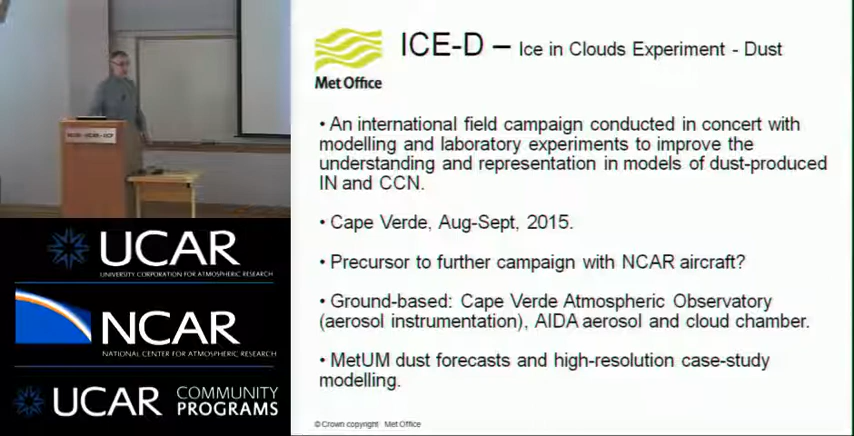 ICE-D – Ice in Clouds Experiment - Dust
Met Office
• An international field campaign conducted in concert with
modelling and laboratory experiments to improve the
understanding and representation in models of dust-produced
IN and CCN.
• Cape Verde, Aug-Sept, 2015.
• Precursor to further campaign with NCAR aircraft?
• Ground-based: Cape Verde Atmospheric Observatory
(aerosol instrumentation), AIDA aerosol and cloud chamber.
• MetUM dust forecasts and high-resolution case-study
modelling.
© Crown copyright Met Office
UCAR
UNIVERSITY CORPORATION FOR ATMOSPHERIC RESEARCH
NCAR
NATIONAL CENTER FOR ATMOSPHERIC RESEARCH
UCAR COMMUNITY
PROGRAMS